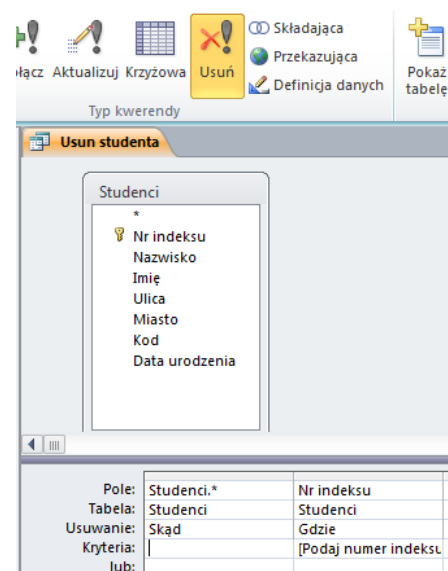 Składająca
Przekazująca
Definicja danych
Aktualizuj Krzyżowa Usuń
Pokaż
tabelę
Typ kwerendy
Usun studenta
Studenci
*
Nr indeksu
Nazwisko
Imię
Ulica
Miasto
Kod
Data urodzenia
Pole: Studenci.* Nr indeksu
Tabela: Studenci Studenci
Usuwanie: Skąd Gdzie
Kryteria: [Podaj numer indeksu
lub: